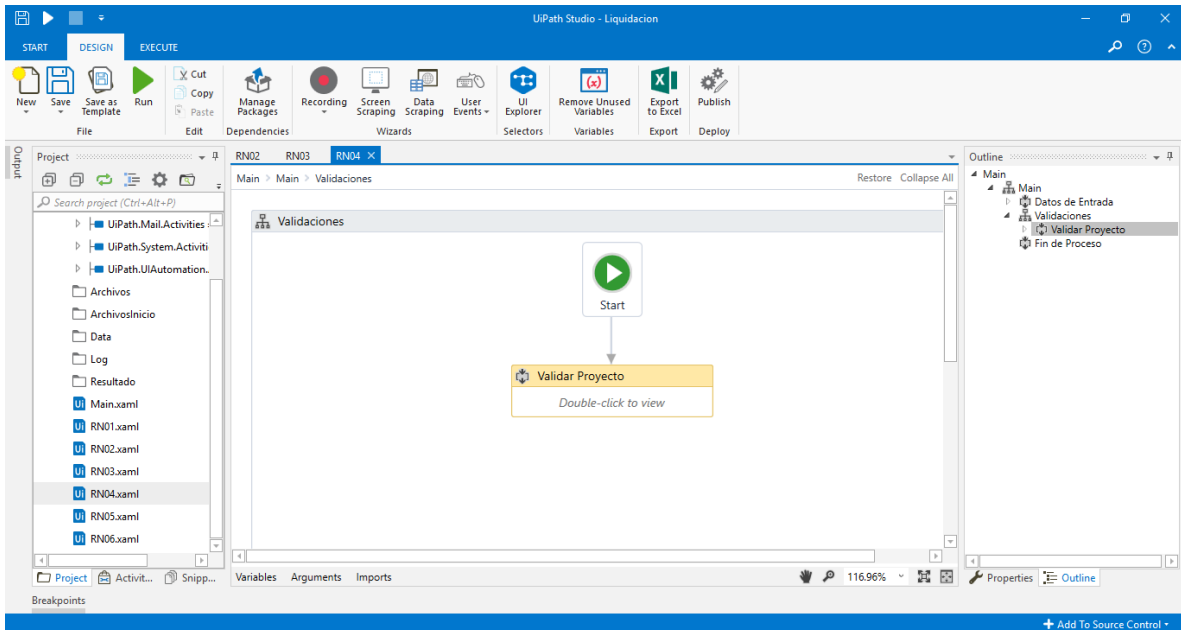 UiPath Studio - Liquidacion
START DESIGN EXECUTE
New Save Save as Template Run Cut Copy Paste Manage Packages Recording Screen Scraping Data Scraping User Events UI Explorer Remove Unused Variables Export to Excel Publish
File Edit Dependencies Wizards Selectors Variables Export Deploy
Output
Project
Search project (Ctrl+Alt+P)
UiPath.Mail.Activities
UiPath.System.Activiti
UiPath.UIAutomation.
Archivos
ArchivosInicio
Data
Log
Resultado
Main.xaml
RN01.xaml
RN02.xaml
RN03.xaml
RN04.xaml
RN05.xaml
RN06.xaml
Project Activit... Snipp...
RN02 RN03 RN04
Main > Main > Validaciones Restore Collapse All
Validaciones
Start
Validar Proyecto
Double-click to view
Variables Arguments Imports 116.96%
Outline
Main
Main
Datos de Entrada
Validaciones
Validar Proyecto
Fin de Proceso
Properties Outline
Breakpoints
Add To Source Control